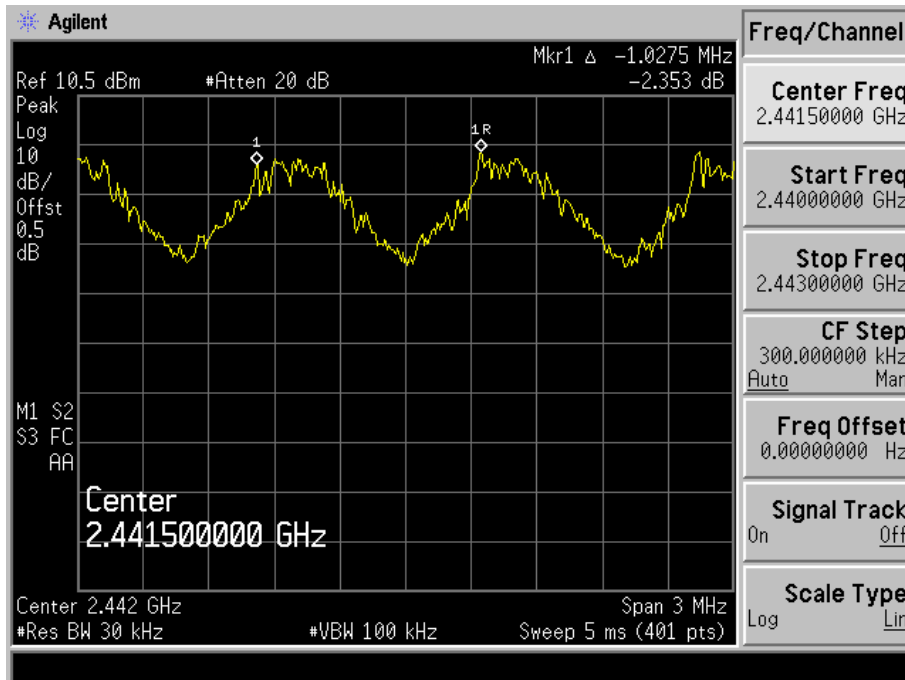 Agilent
Freq/Channel
Mkr1 Δ -1.0275 MHz
Ref 10.5 dBm #Atten 20 dB -2.353 dB
Peak
Log
10
dB/
Offst
0.5
dB
1
1R
Center Freq
2.44150000 GHz
Start Freq
2.44000000 GHz
Stop Freq
2.44300000 GHz
CF Step
300.000000 kHz
Auto Man
Freq Offset
0.00000000 Hz
Signal Track
On Off
Scale Type
Log Lin
M1 S2
S3 FC
AA
Center
2.441500000 GHz
Center 2.442 GHz Span 3 MHz
#Res BW 30 kHz #VBW 100 kHz Sweep 5 ms (401 pts)